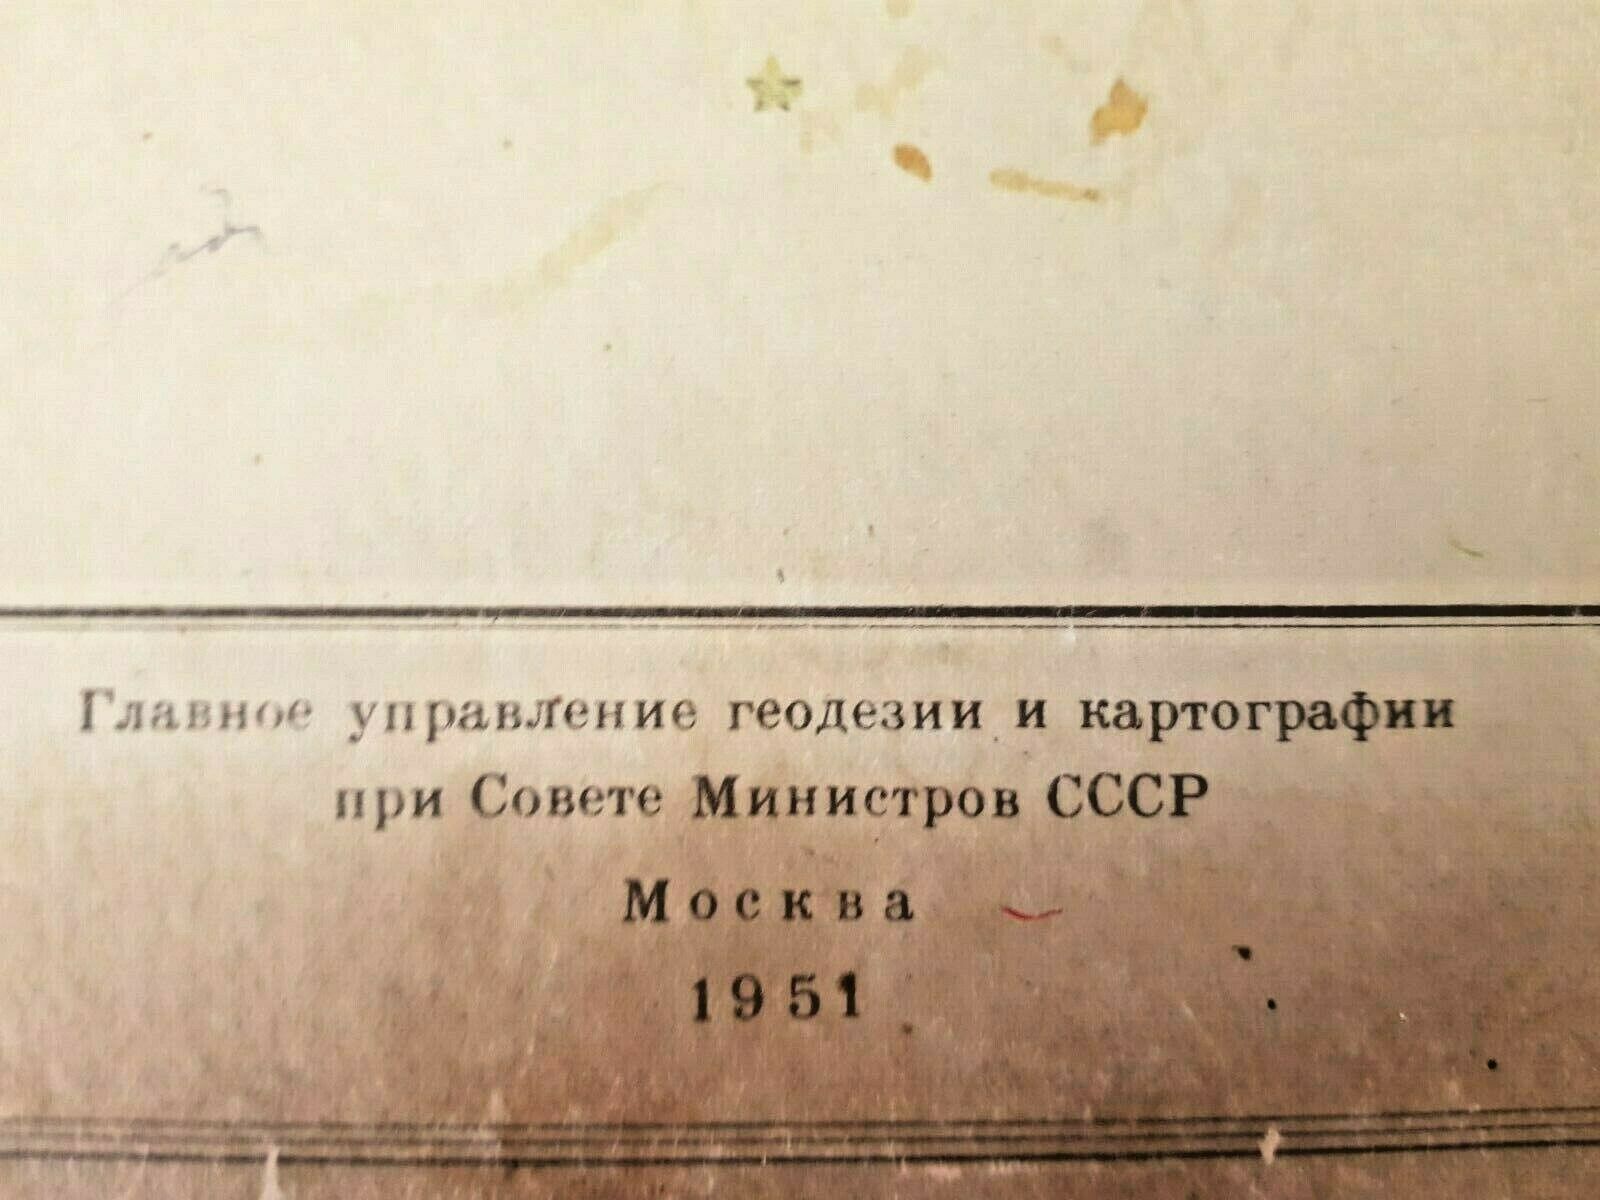 Главное управление геодезии и картографии
при Совете Министров СССР
Москва
1951